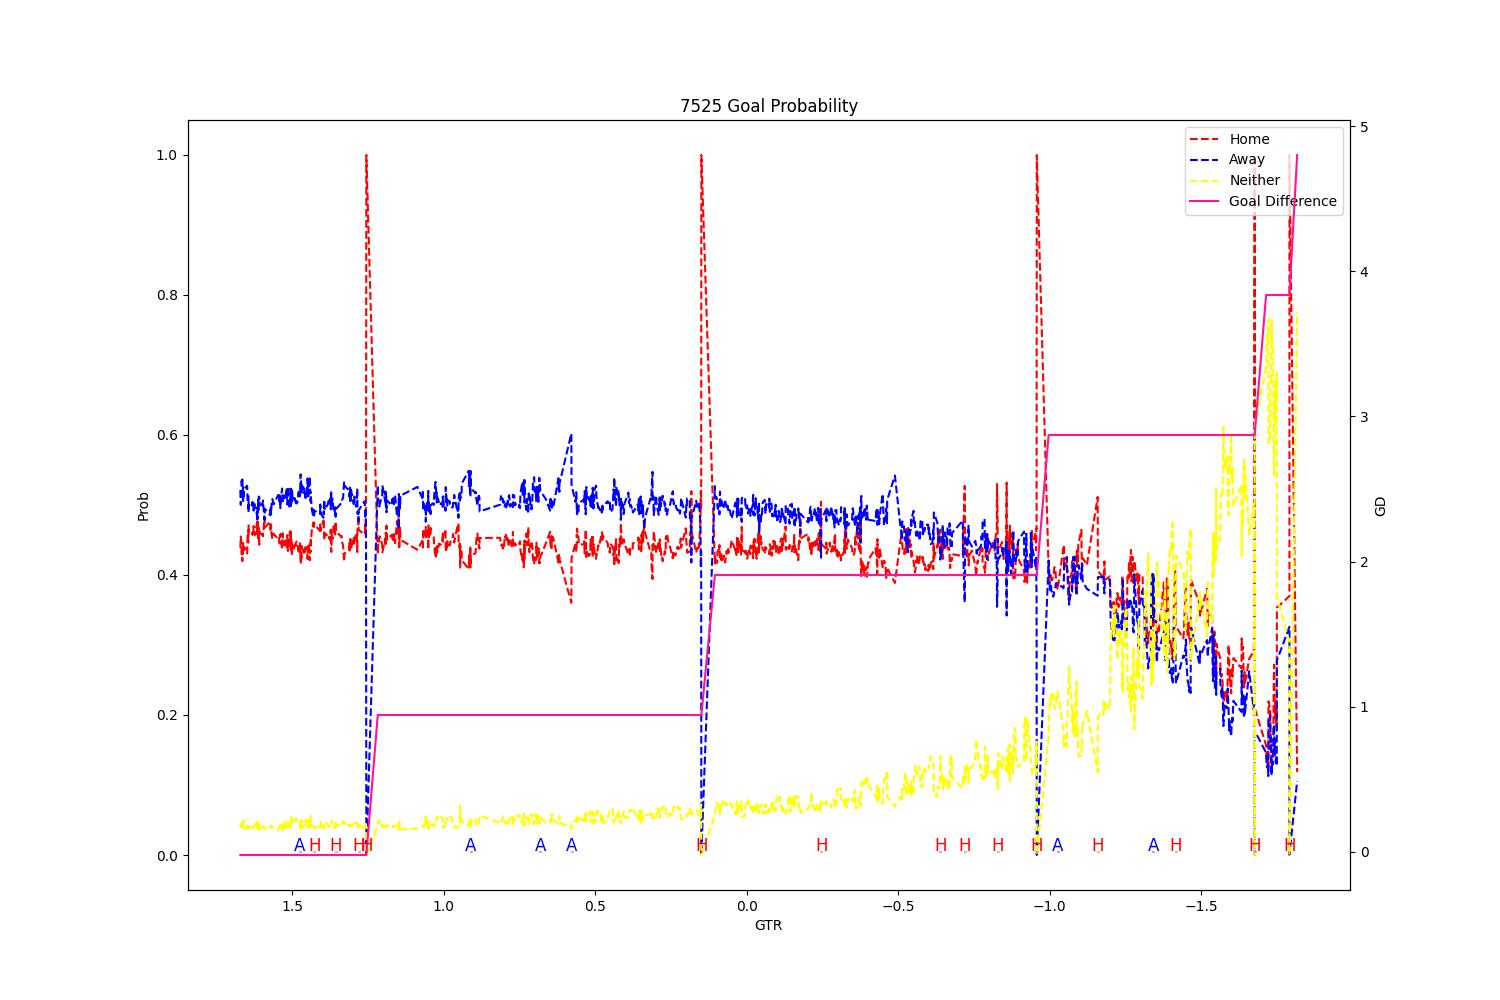 7525 Goal Probability
Home
Away
Neither
Goal Difference
1.0
0.8
0.6
0.4
0.2
0.0
Prob
5
4
3
2
1
0
GD
A H H H H A A A H H H H H H A H A H H H
1.5 1.0 0.5 0.0 −0.5 −1.0 −1.5
GTR